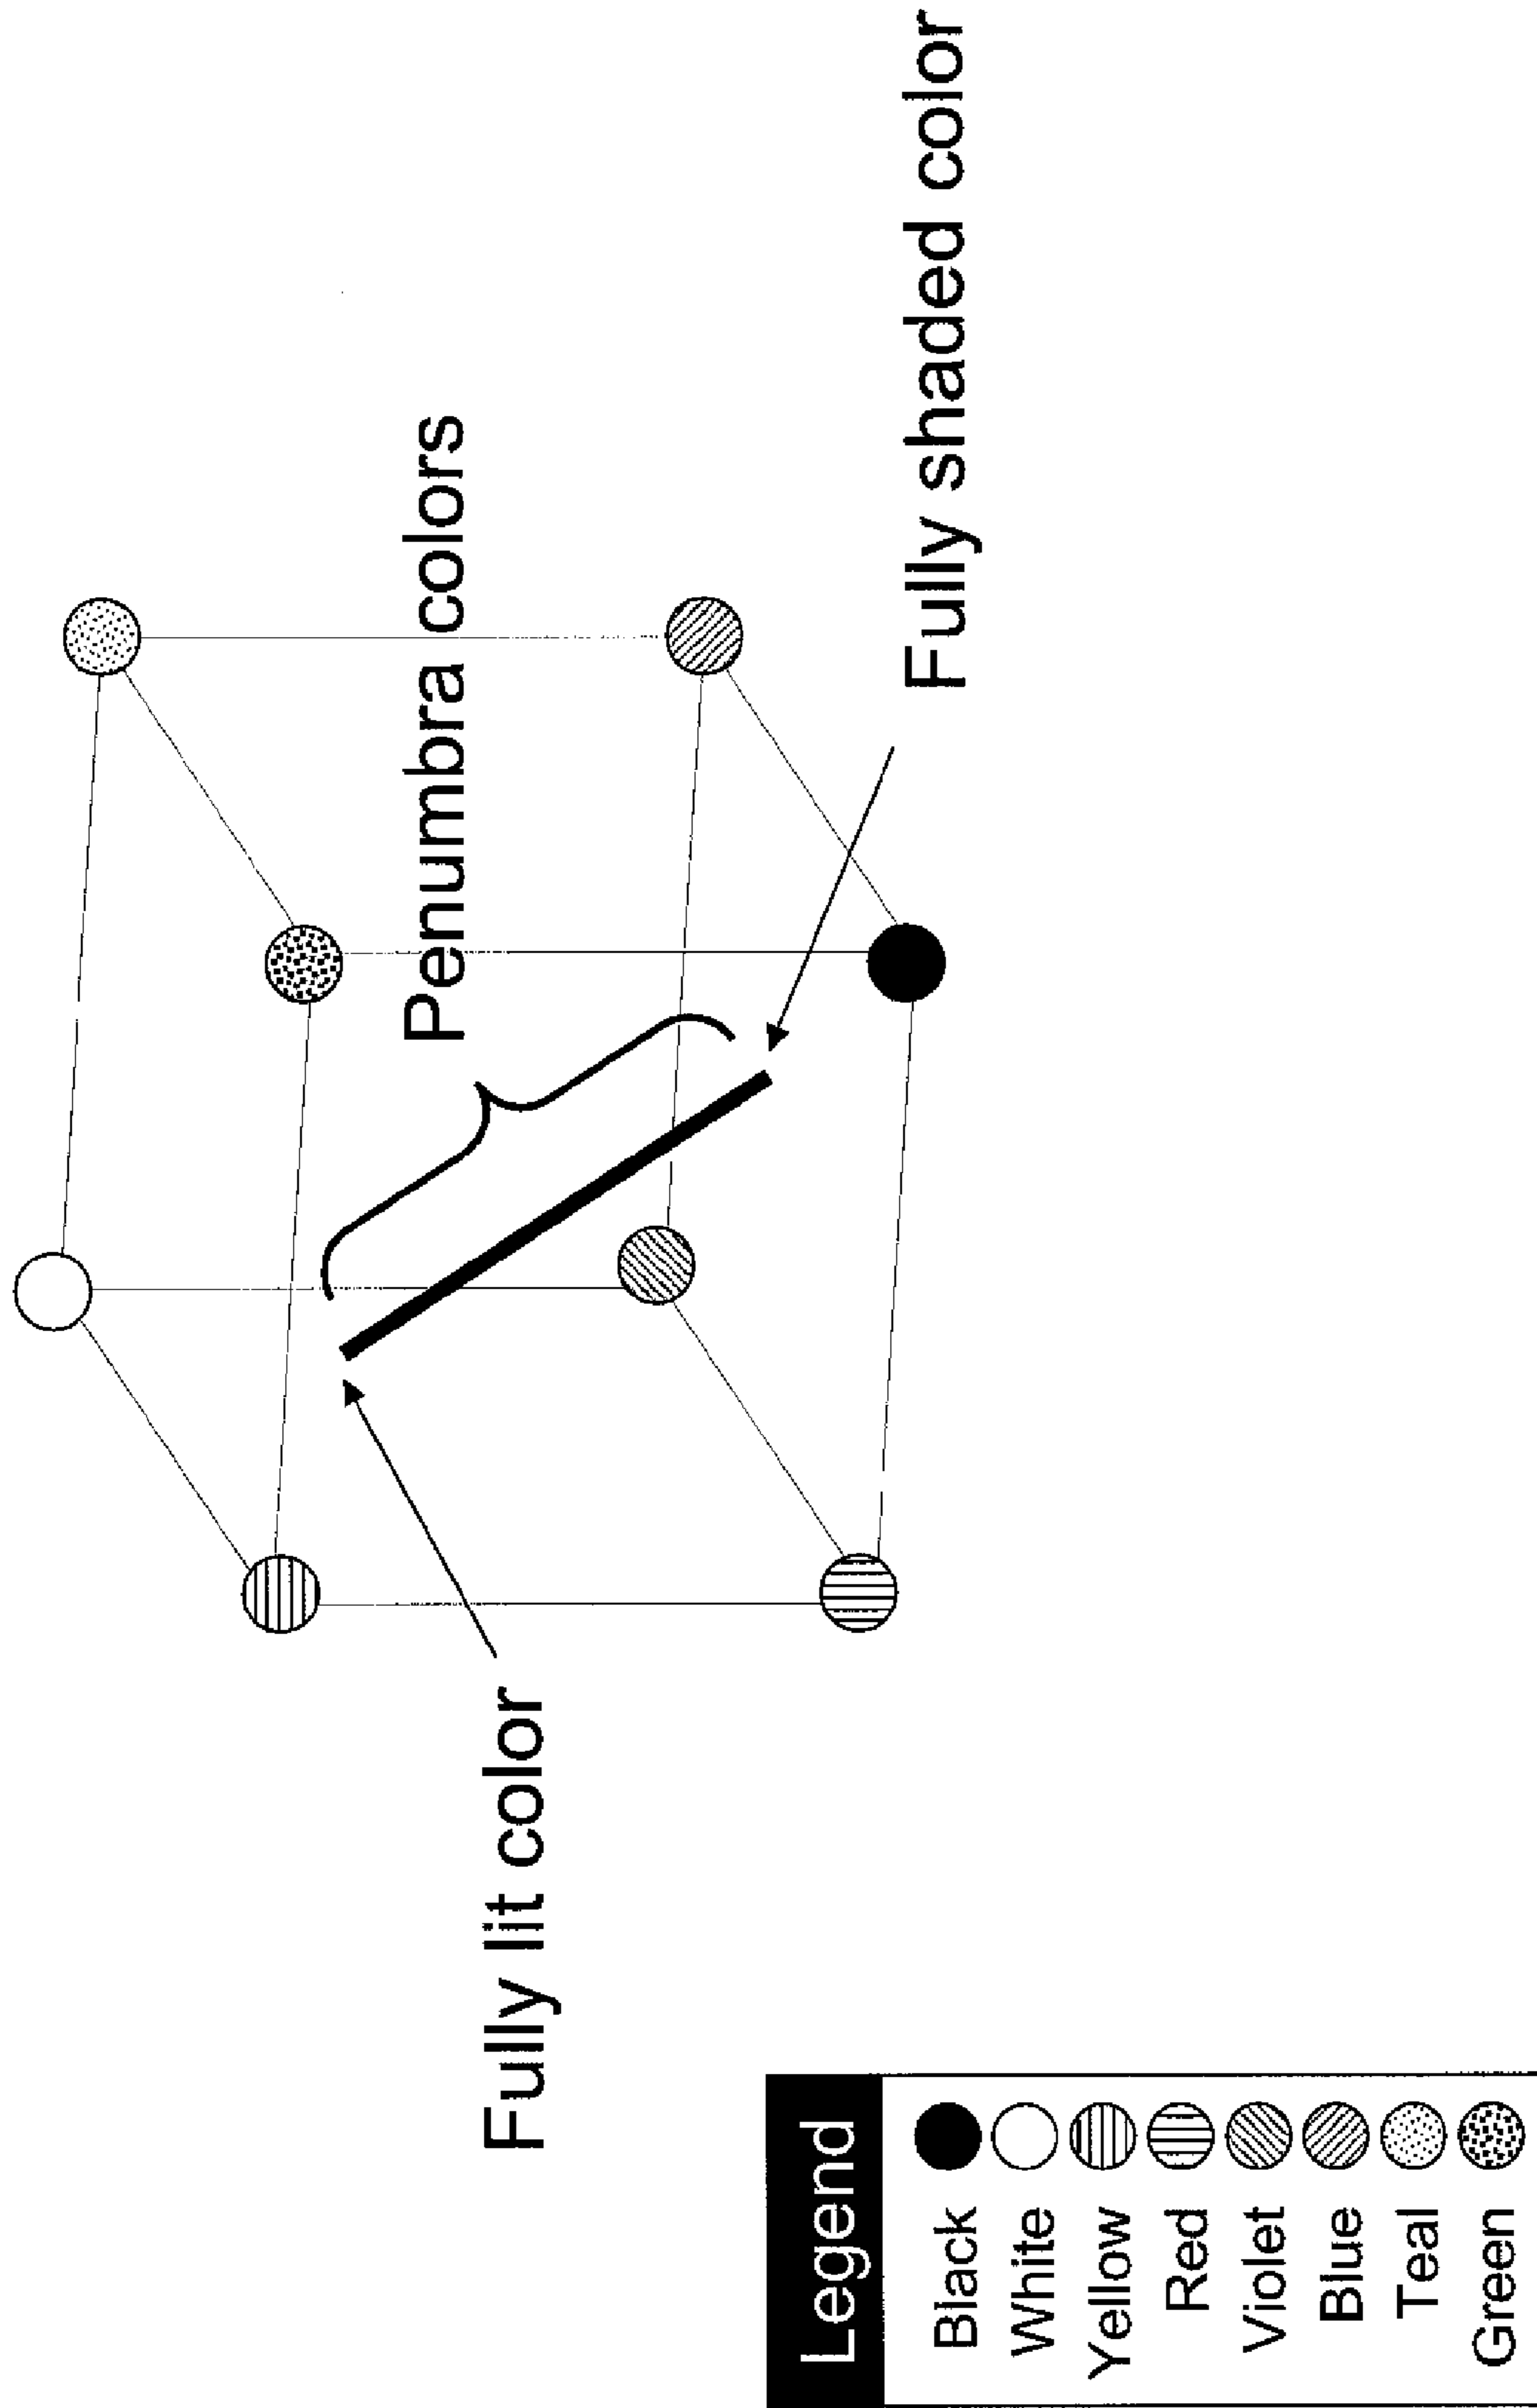 Penumbra colors
Fully lit color
Fully shaded color
Legend
Black
White
Yellow
Red
Violet
Blue
Teal
Green